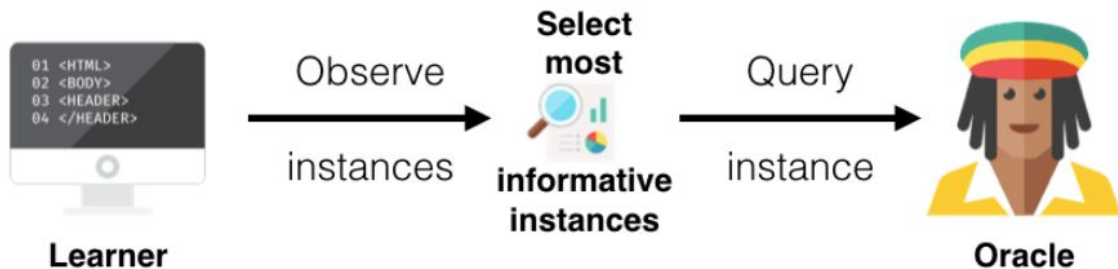 01 <HTML>
02 <BODY>
03 <HEADER>
04 </HEADER>
Learner
Observe
instances
Select
most
informative
instances
Query
instance
Oracle